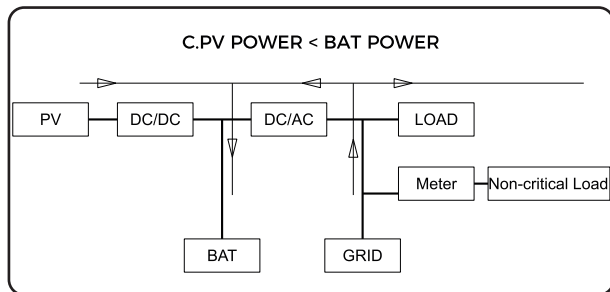 C.PV POWER < BAT POWER
PV
DC/DC
DC/AC
LOAD
Meter
Non-critical Load
BAT
GRID